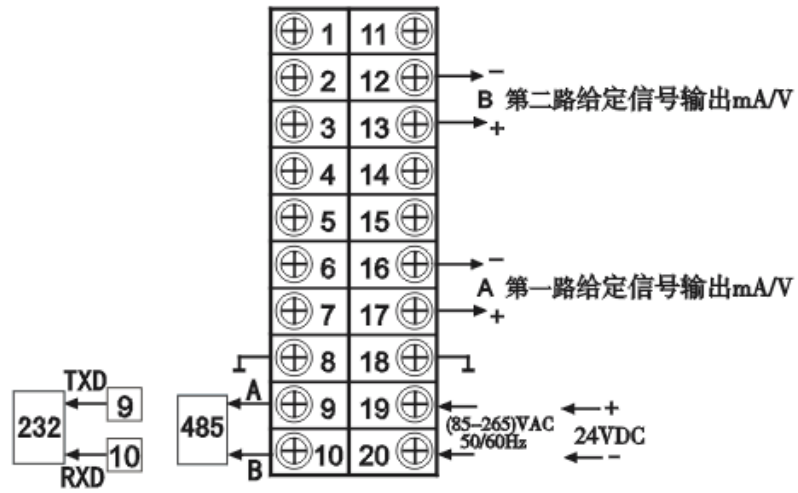 1 11
2 12
3 13
4 14
5 15
6 16
7 17
8 18
9 19
10 20
−
B 第二路给定信号输出mA/V
+
−
A 第一路给定信号输出mA/V
+
TXD
232
RXD
9
10
485
A
B
(85–265)VAC
50/60Hz
+
24VDC
−